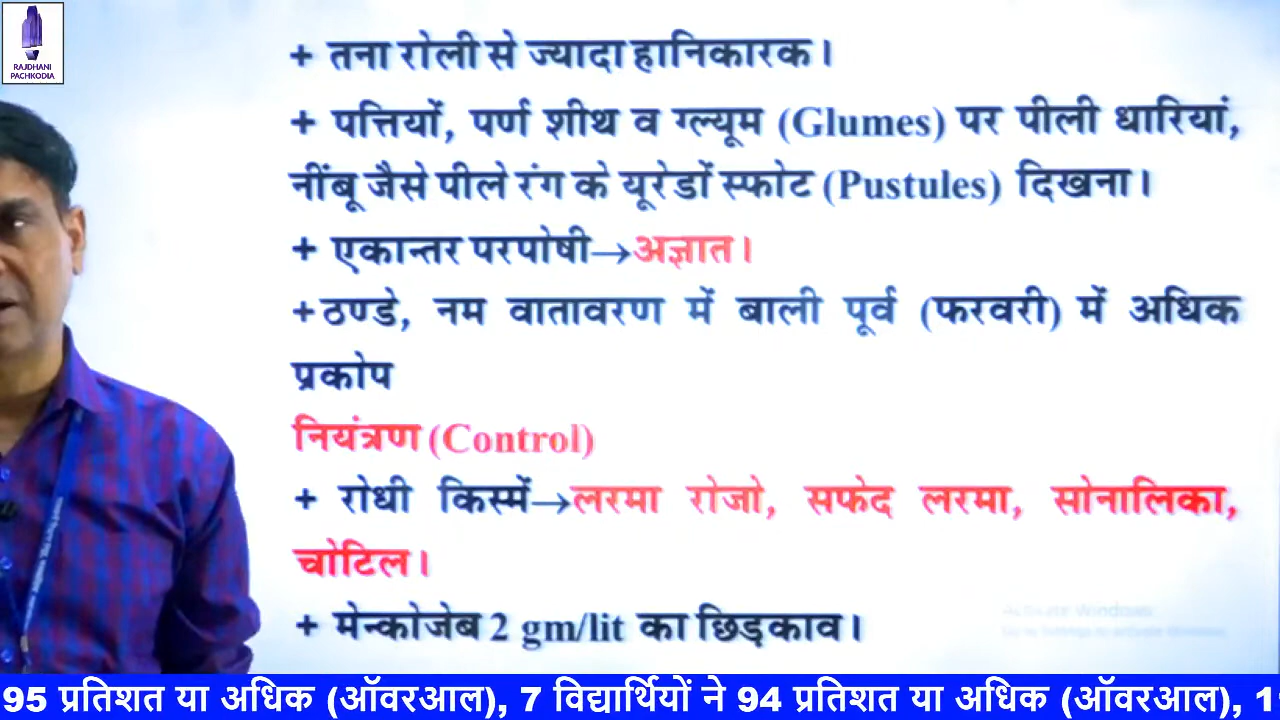 RAJDHANI
PACHKODIA
+ तना रोली से ज्यादा हानिकारक।
+ पत्तियों, पर्ण शीथ व ग्ल्यूम (Glumes) पर पीली धारियां,
नींबू जैसे पीले रंग के यूरेडों स्फोट (Pustules) दिखना।
+ एकान्तर परपोषी→अज्ञात।
+ठण्डे, नम वातावरण में बाली पूर्व (फरवरी) में अधिक
प्रकोप
नियंत्रण (Control)
+ रोधी किस्में→लरमा रोजो, सफेद लरमा, सोनालिका,
चोटिल।
+ मेन्कोजेब 2 gm/lit का छिड़काव।
Activate Windows
95 प्रतिशत या अधिक (ऑवरआल), 7 विद्यार्थियों ने 94 प्रतिशत या अधिक (ऑवरआल),